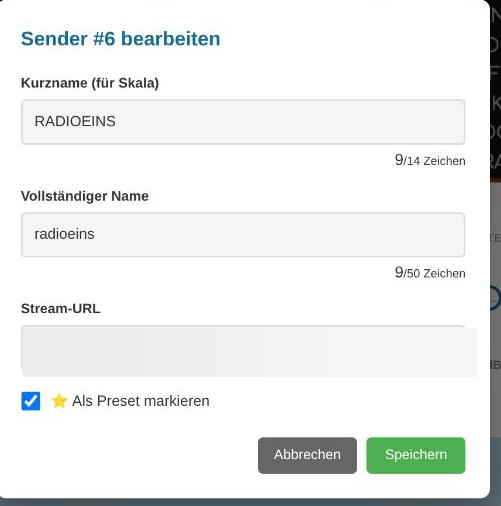 Sender #6 bearbeiten
Kurzname (für Skala)
RADIOEINS
9/14 Zeichen
Vollständiger Name
radioeins
9/50 Zeichen
Stream-URL
Als Preset markieren
Abbrechen
Speichern